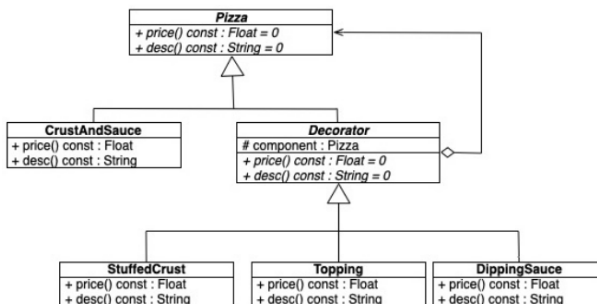 Pizza
+ price() const : Float = 0
+ desc() const : String = 0
CrustAndSauce
+ price() const : Float
+ desc() const : String
Decorator
# component : Pizza
+ price() const : Float = 0
+ desc() const : String = 0
StuffedCrust
+ price() const : Float
+ desc() const : String
Topping
+ price() const : Float
+ desc() const : String
DippingSauce
+ price() const : Float
+ desc() const : String